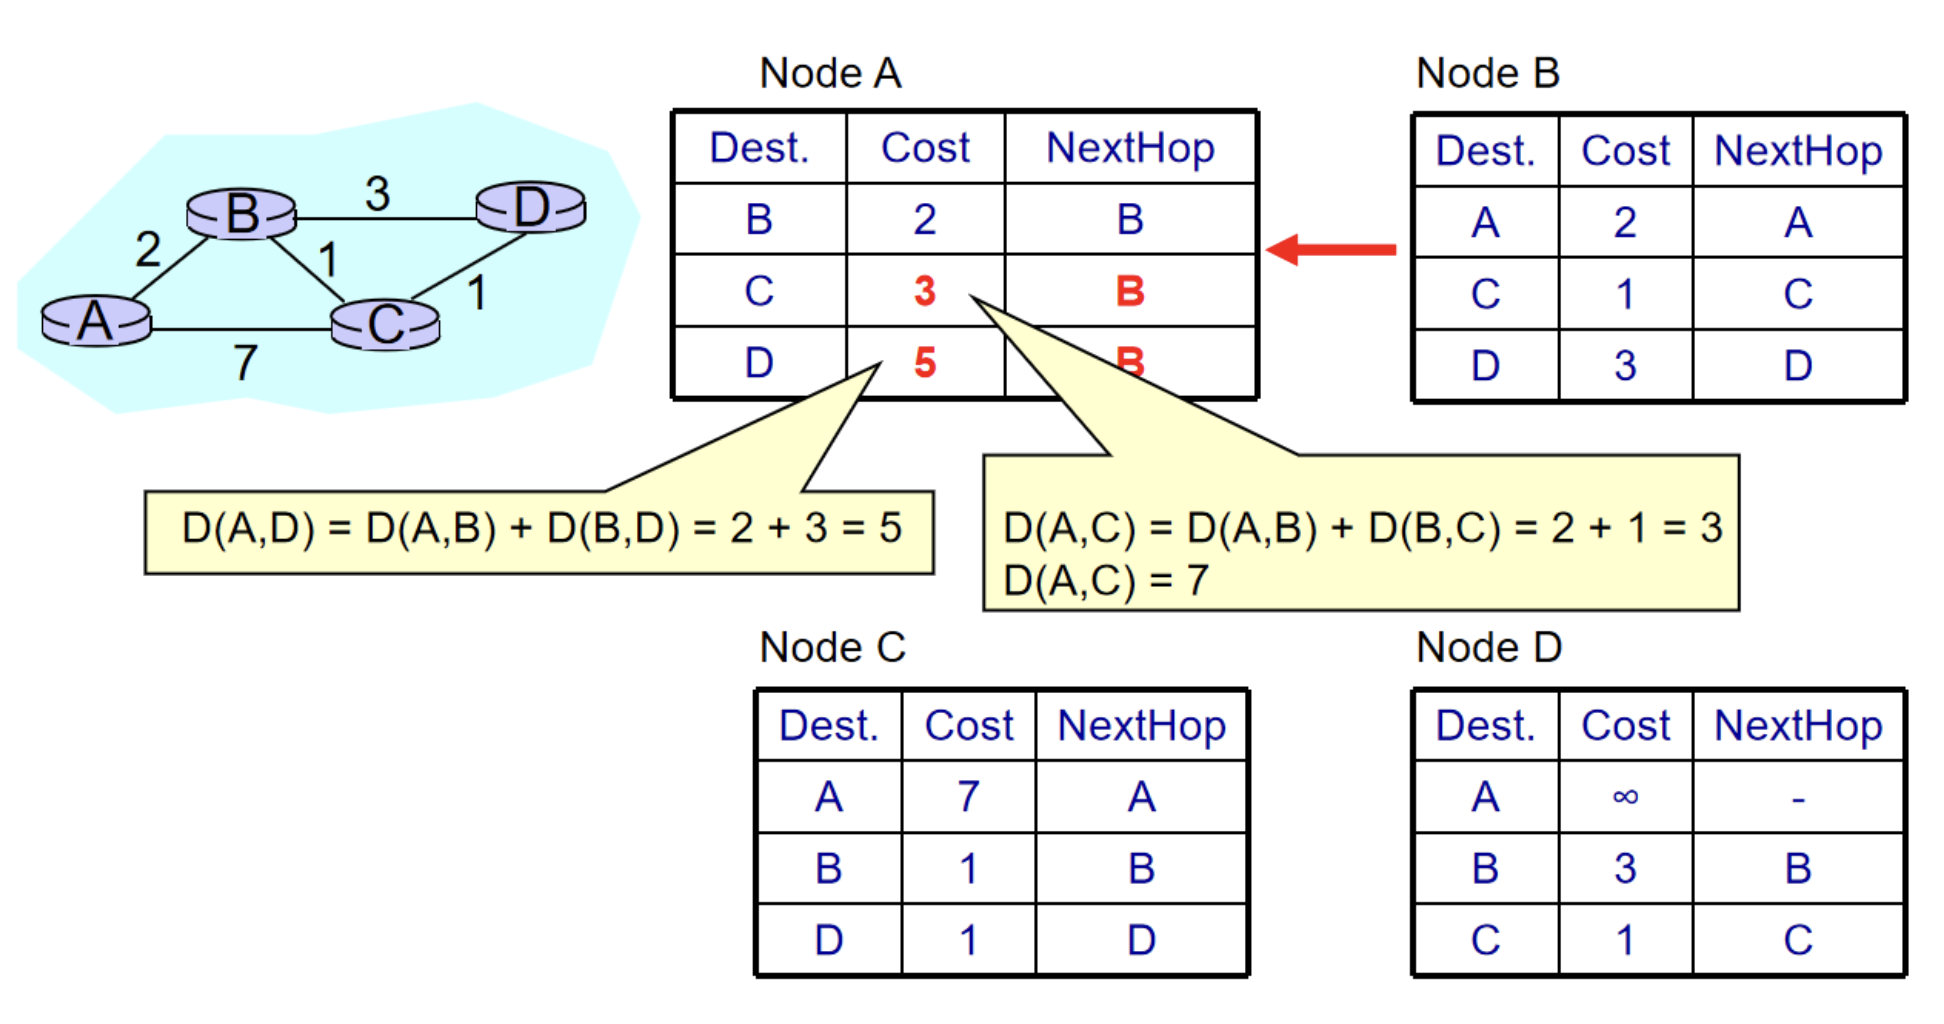 Node A
Dest. Cost NextHop
B 2 B
C 3 B
D 5 B
Node B
Dest. Cost NextHop
A 2 A
C 1 C
D 3 D
B 3 D
2 1
A C 1
7
D(A,D) = D(A,B) + D(B,D) = 2 + 3 = 5
D(A,C) = D(A,B) + D(B,C) = 2 + 1 = 3
D(A,C) = 7
Node C
Dest. Cost NextHop
A 7 A
B 1 B
D 1 D
Node D
Dest. Cost NextHop
A ∞ -
B 3 B
C 1 C